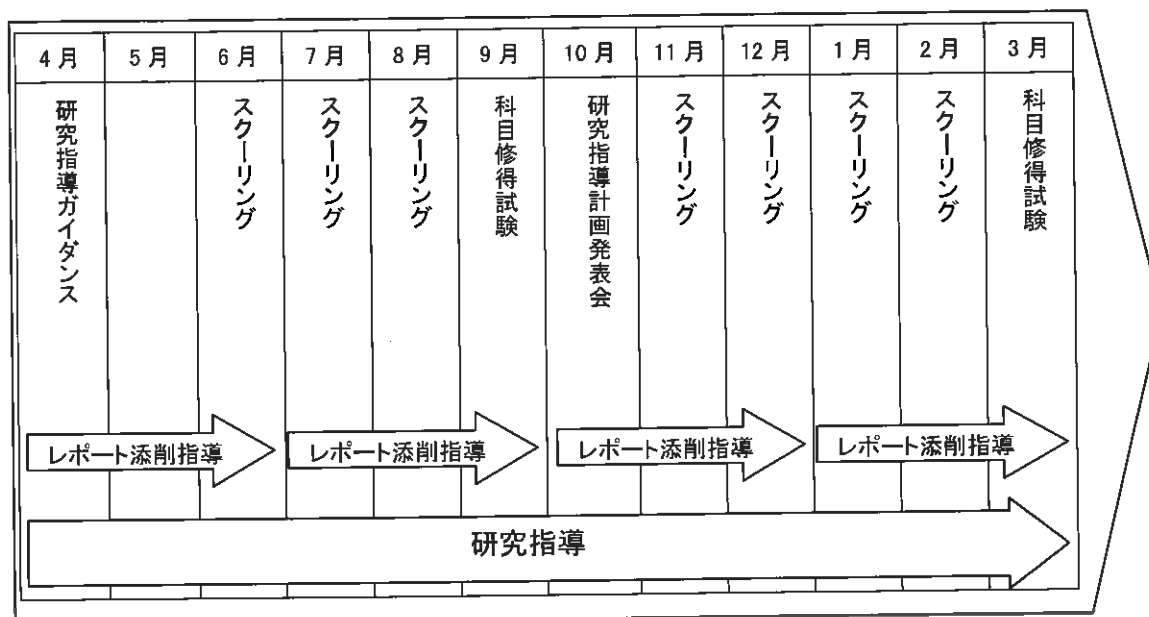 4月
5月
6月
7月
8月
9月
10月
11月
12月
1月
2月
3月
研究指導ガイダンス
スクーリング
スクーリング
スクーリング
科目修得試験
研究指導計画発表会
スクーリング
スクーリング
スクーリング
スクーリング
科目修得試験
レポート添削指導
レポート添削指導
レポート添削指導
レポート添削指導
研究指導